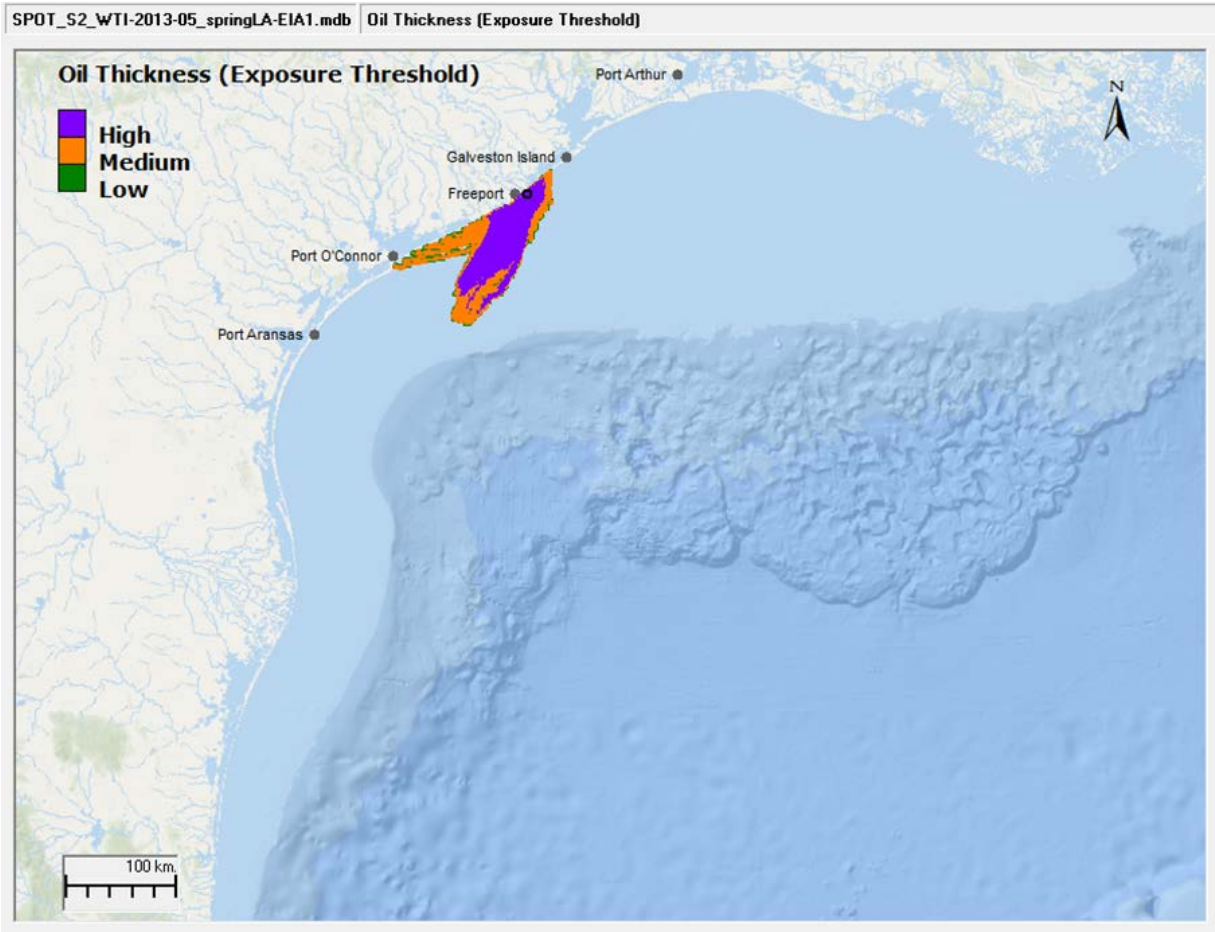 SPOT_S2_WTI-2013-05_springLA-EIA1.mdb Oil Thickness (Exposure Threshold)
Oil Thickness (Exposure Threshold)
High
Medium
Low
Port Arthur
N
Galveston Island
Freeport
Port O'Connor
Port Aransas
100 km.